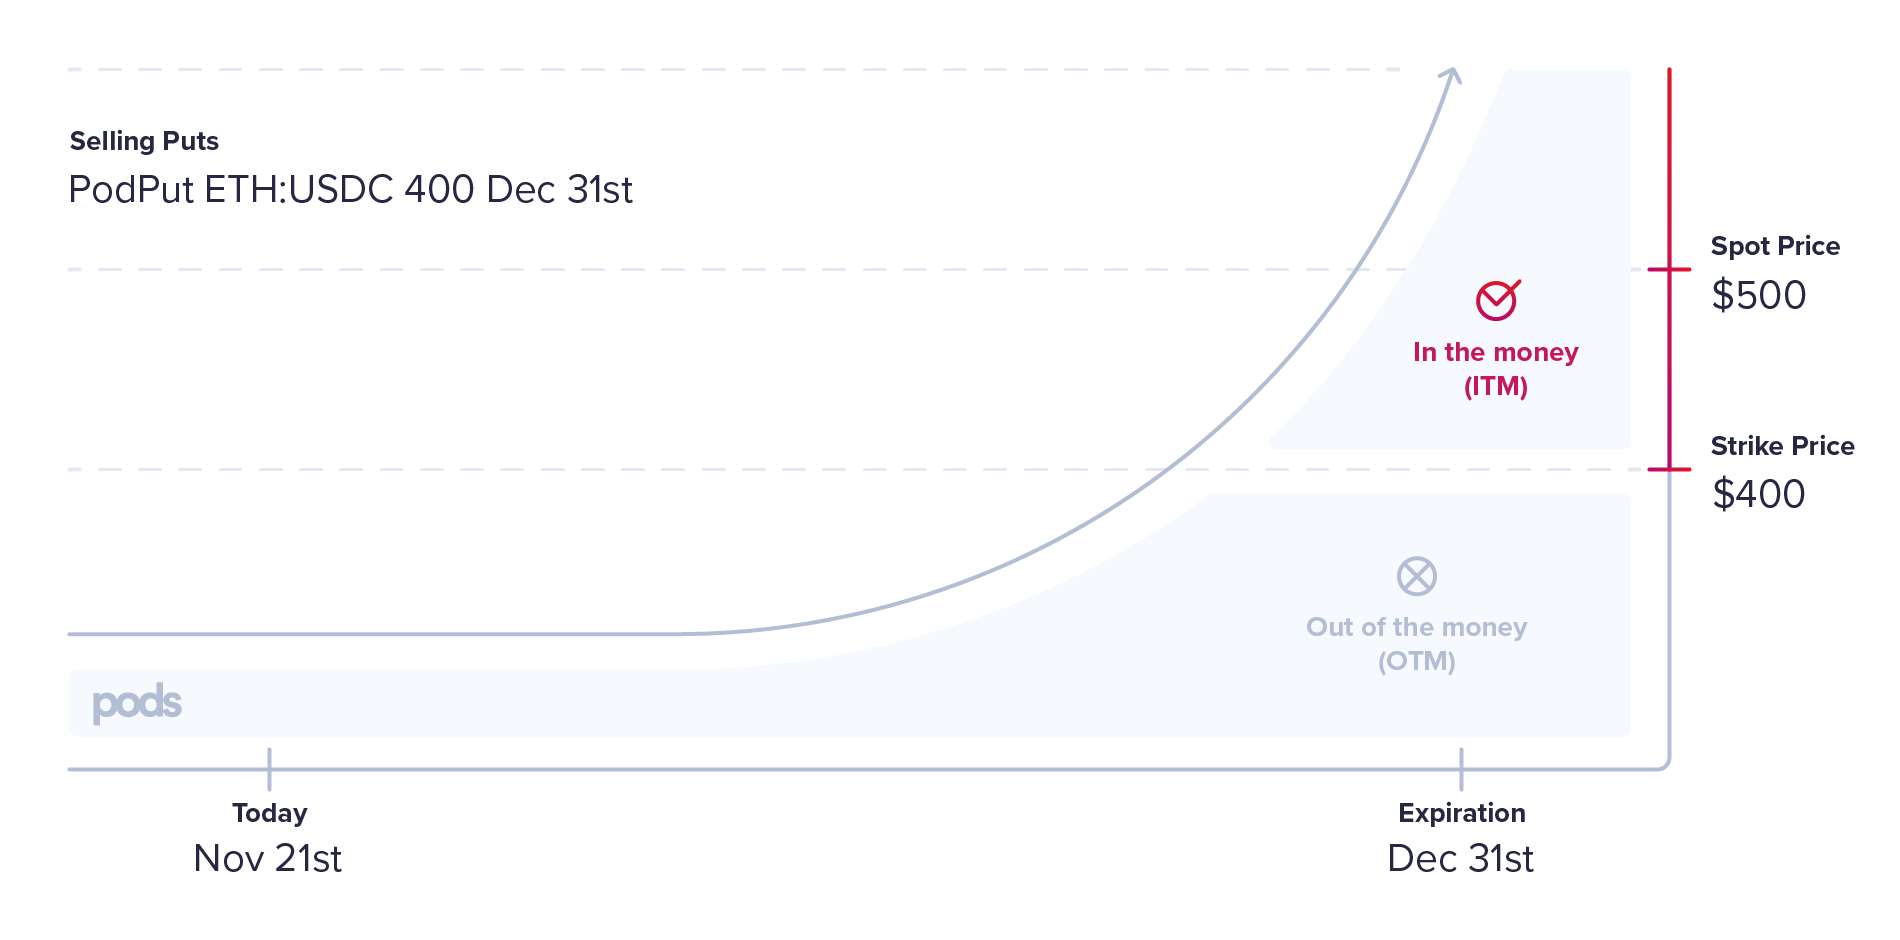 Selling Puts
PodPut ETH:USDC 400 Dec 31st
Spot Price
$500
In the money
(ITM)
Strike Price
$400
Out of the money
(OTM)
pods
Today
Nov 21st
Expiration
Dec 31st